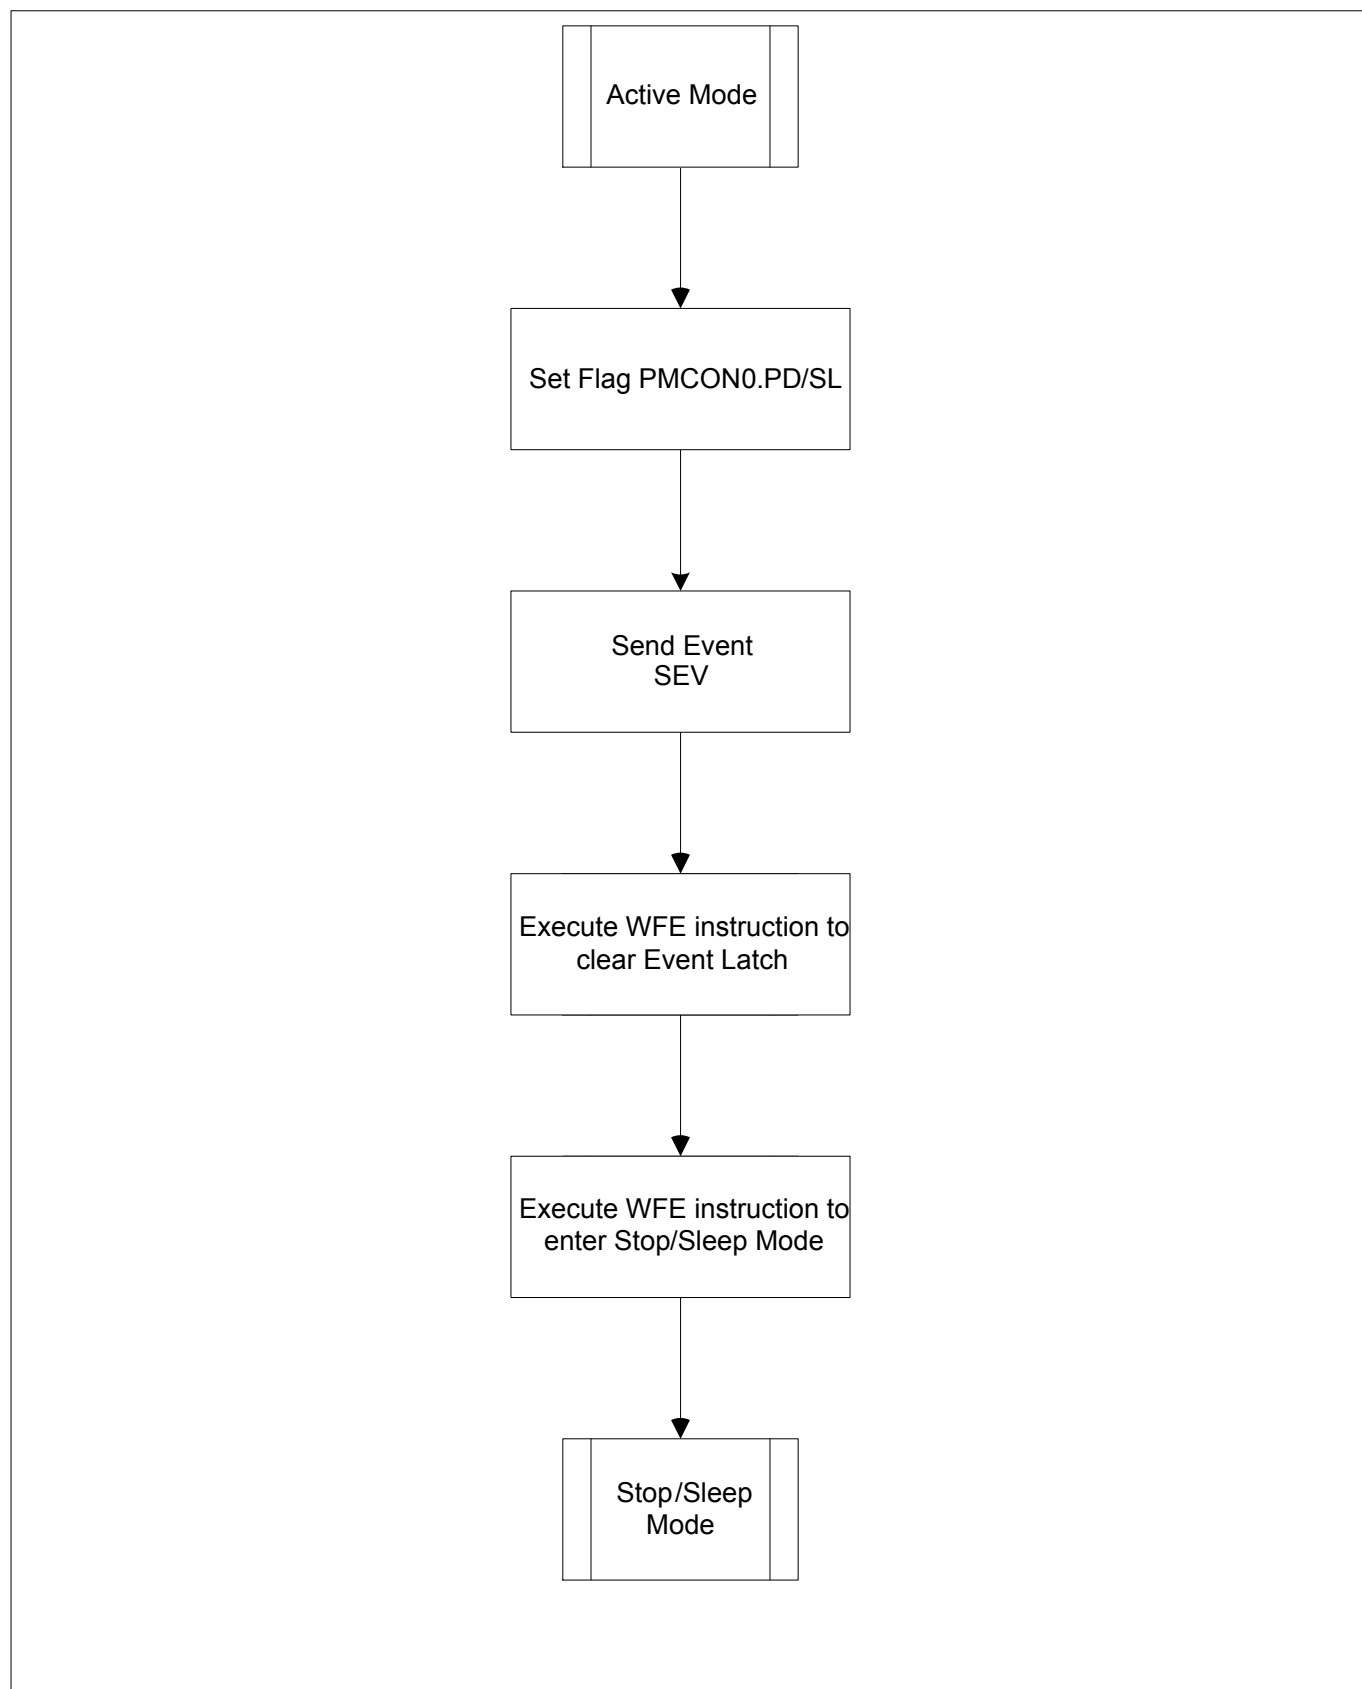 Active Mode
Set Flag PMCON0.PD/SL
Send Event
SEV
Execute WFE instruction to
clear Event Latch
Execute WFE instruction to
enter Stop/Sleep Mode
Stop/Sleep
Mode